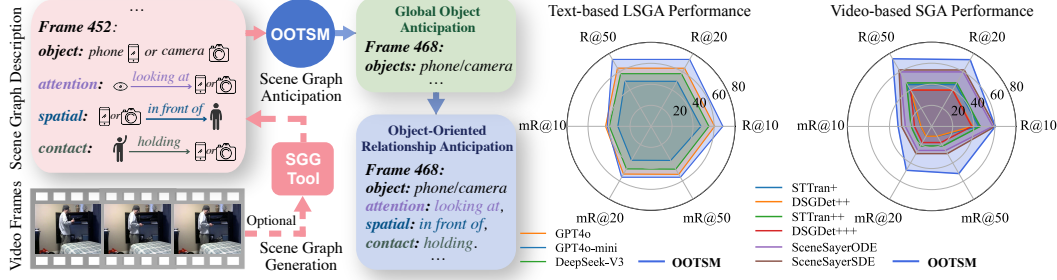 Scene Graph Description
...
Frame 452:
object: phone or camera
attention: looking at or
spatial: or in front of
contact: holding or
Video Frames
OOTSM
Scene Graph
Anticipation
SGG
Tool
Optional
Scene Graph
Generation
Global Object
Anticipation
Frame 468:
objects: phone/camera
...
Object-Oriented
Relationship Anticipation
Frame 468:
object: phone/camera
attention: looking at,
spatial: in front of,
contact: holding.
...
Text-based LSGA Performance
R@50
R@20
80
60
40
20
mR@10
R@10
mR@20
mR@50
GPT4o
GPT4o-mini
DeepSeek-V3
OOTSM
Video-based SGA Performance
R@50
R@20
80
60
40
20
mR@10
R@10
mR@20
mR@50
STTran+
DSGDet++
STTran++
DSGDet+++
SceneSayerODE
SceneSayerSDE
OOTSM